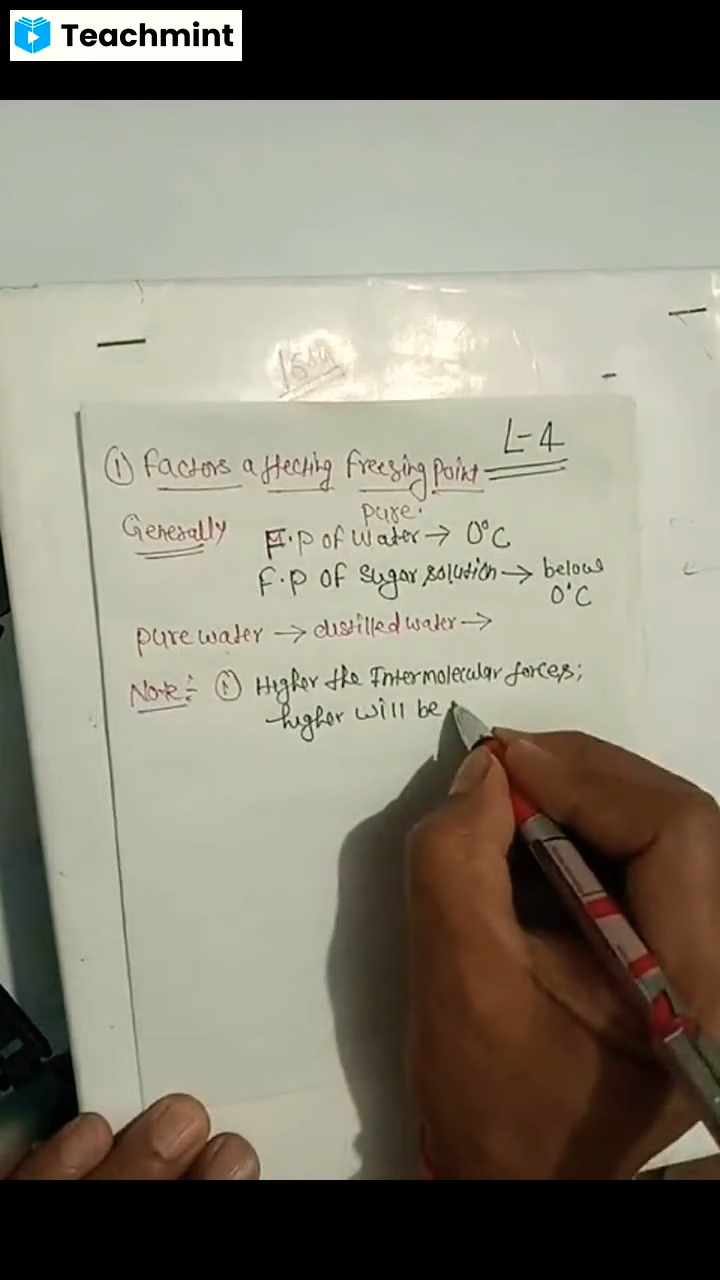 Teachmint
L-4
① Factors affecting Freezing Point
pure.
Generally F.P of Water → 0°C
F.P of Sugar solution → below
0°C
pure water → distilled water →
Note:- ① Higher the Intermolecular forces;
higher will be